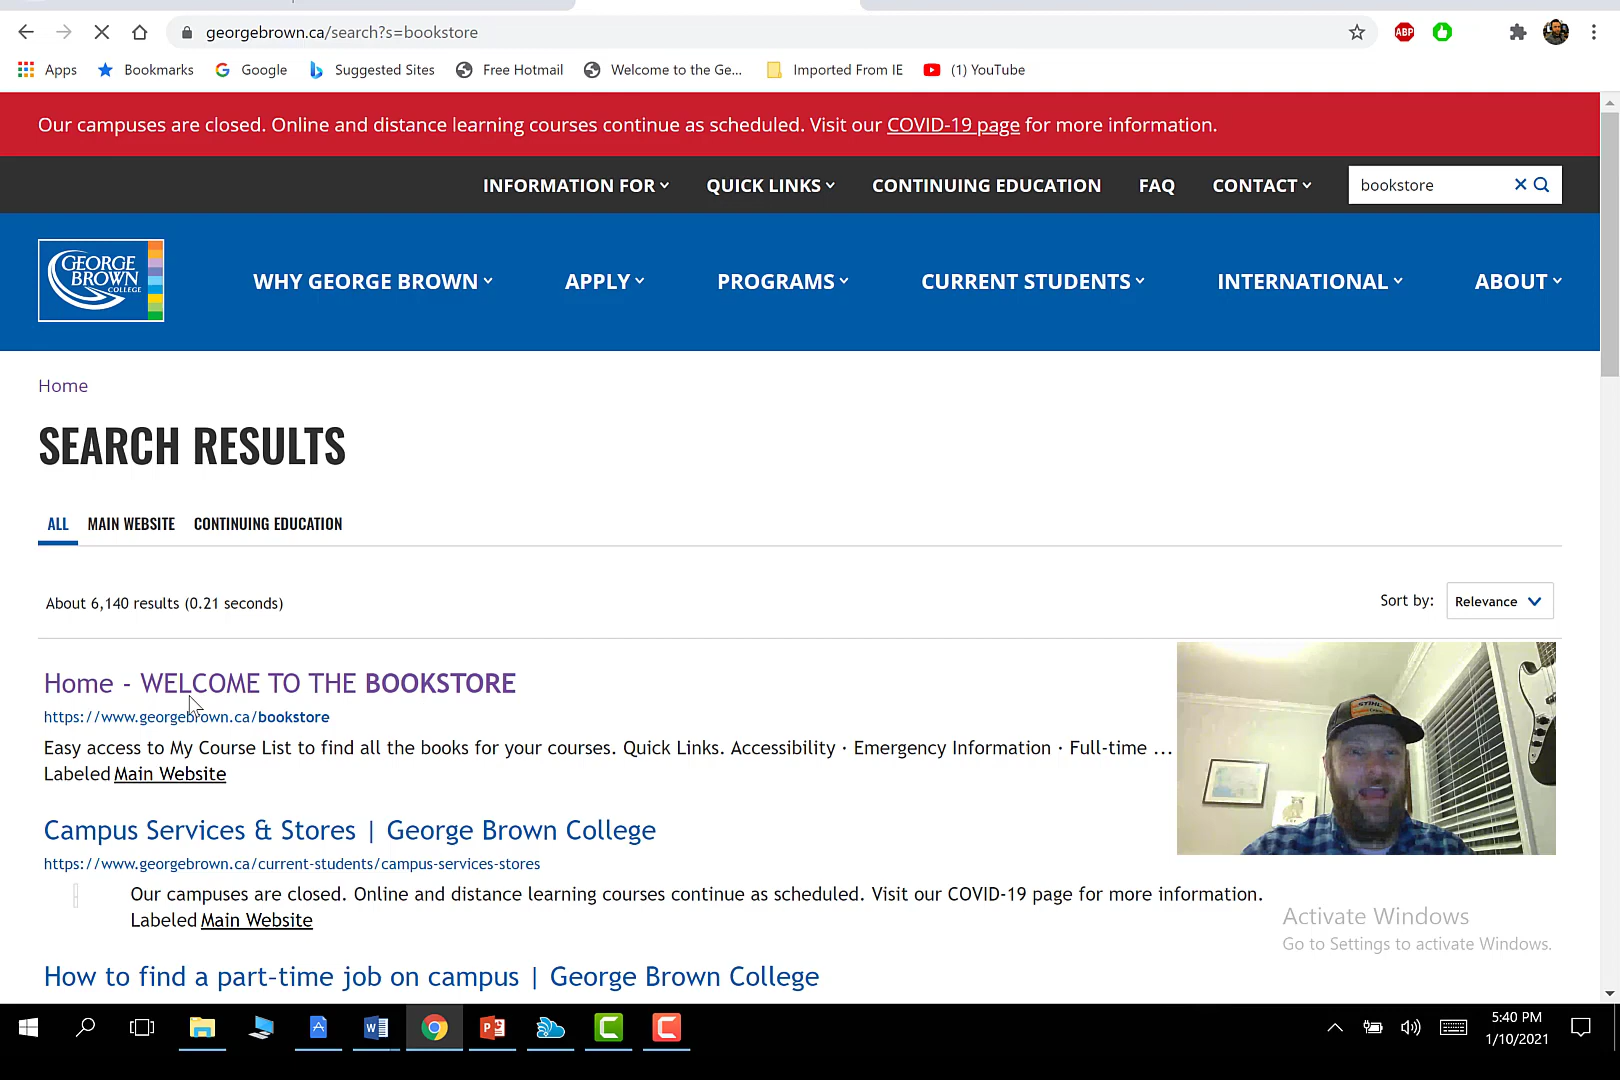 georgebrown.ca/search?s=bookstore
ABP
Apps Bookmarks Google Suggested Sites Free Hotmail Welcome to the Ge... Imported From IE (1) YouTube
Our campuses are closed. Online and distance learning courses continue as scheduled. Visit our COVID-19 page for more information.
INFORMATION FOR QUICK LINKS CONTINUING EDUCATION FAQ CONTACT bookstore
GEORGE
BROWN
COLLEGE
WHY GEORGE BROWN APPLY PROGRAMS CURRENT STUDENTS INTERNATIONAL ABOUT
Home
SEARCH RESULTS
ALL MAIN WEBSITE CONTINUING EDUCATION
About 6,140 results (0.21 seconds)
Sort by: Relevance
Home - WELCOME TO THE BOOKSTORE
https://www.georgebrown.ca/bookstore
Easy access to My Course List to find all the books for your courses. Quick Links. Accessibility · Emergency Information · Full-time ...
Labeled Main Website
STIHL
Campus Services & Stores | George Brown College
https://www.georgebrown.ca/current-students/campus-services-stores
Our campuses are closed. Online and distance learning courses continue as scheduled. Visit our COVID-19 page for more information.
Labeled Main Website
Activate Windows
Go to Settings to activate Windows.
How to find a part-time job on campus | George Brown College
5:40 PM
1/10/2021